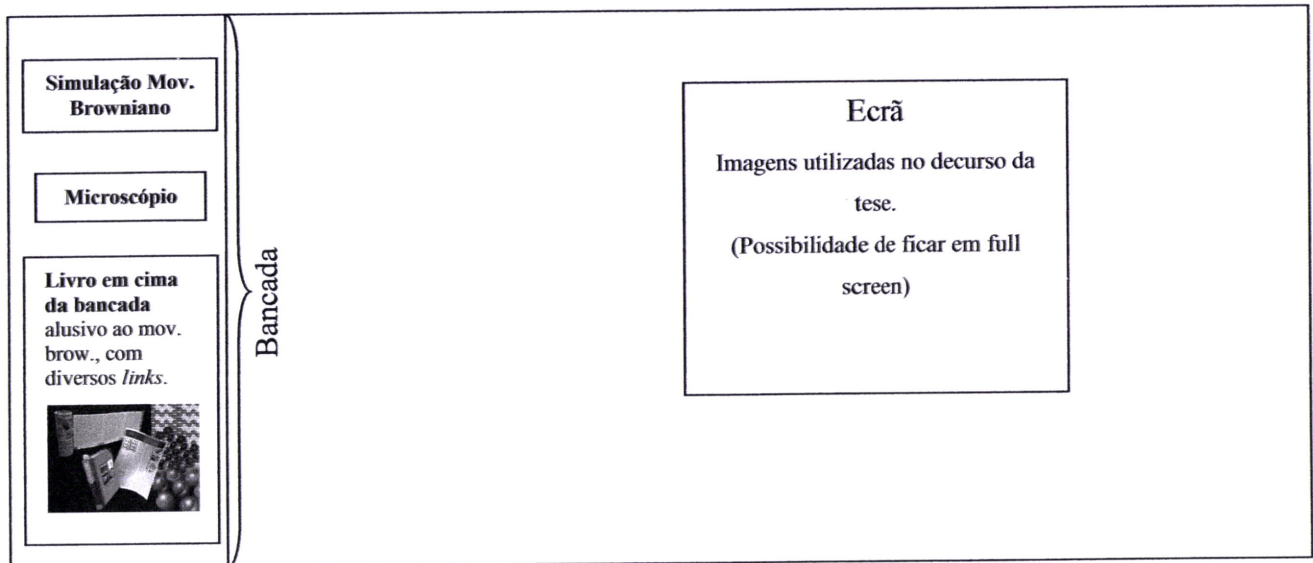 Simulação Mov.
Browniano
Microscópio
Livro em cima
da bancada
alusivo ao mov.
brow., com
diversos links.
Bancada
Ecrã
Imagens utilizadas no decurso da
tese.
(Possibilidade de ficar em full
screen)